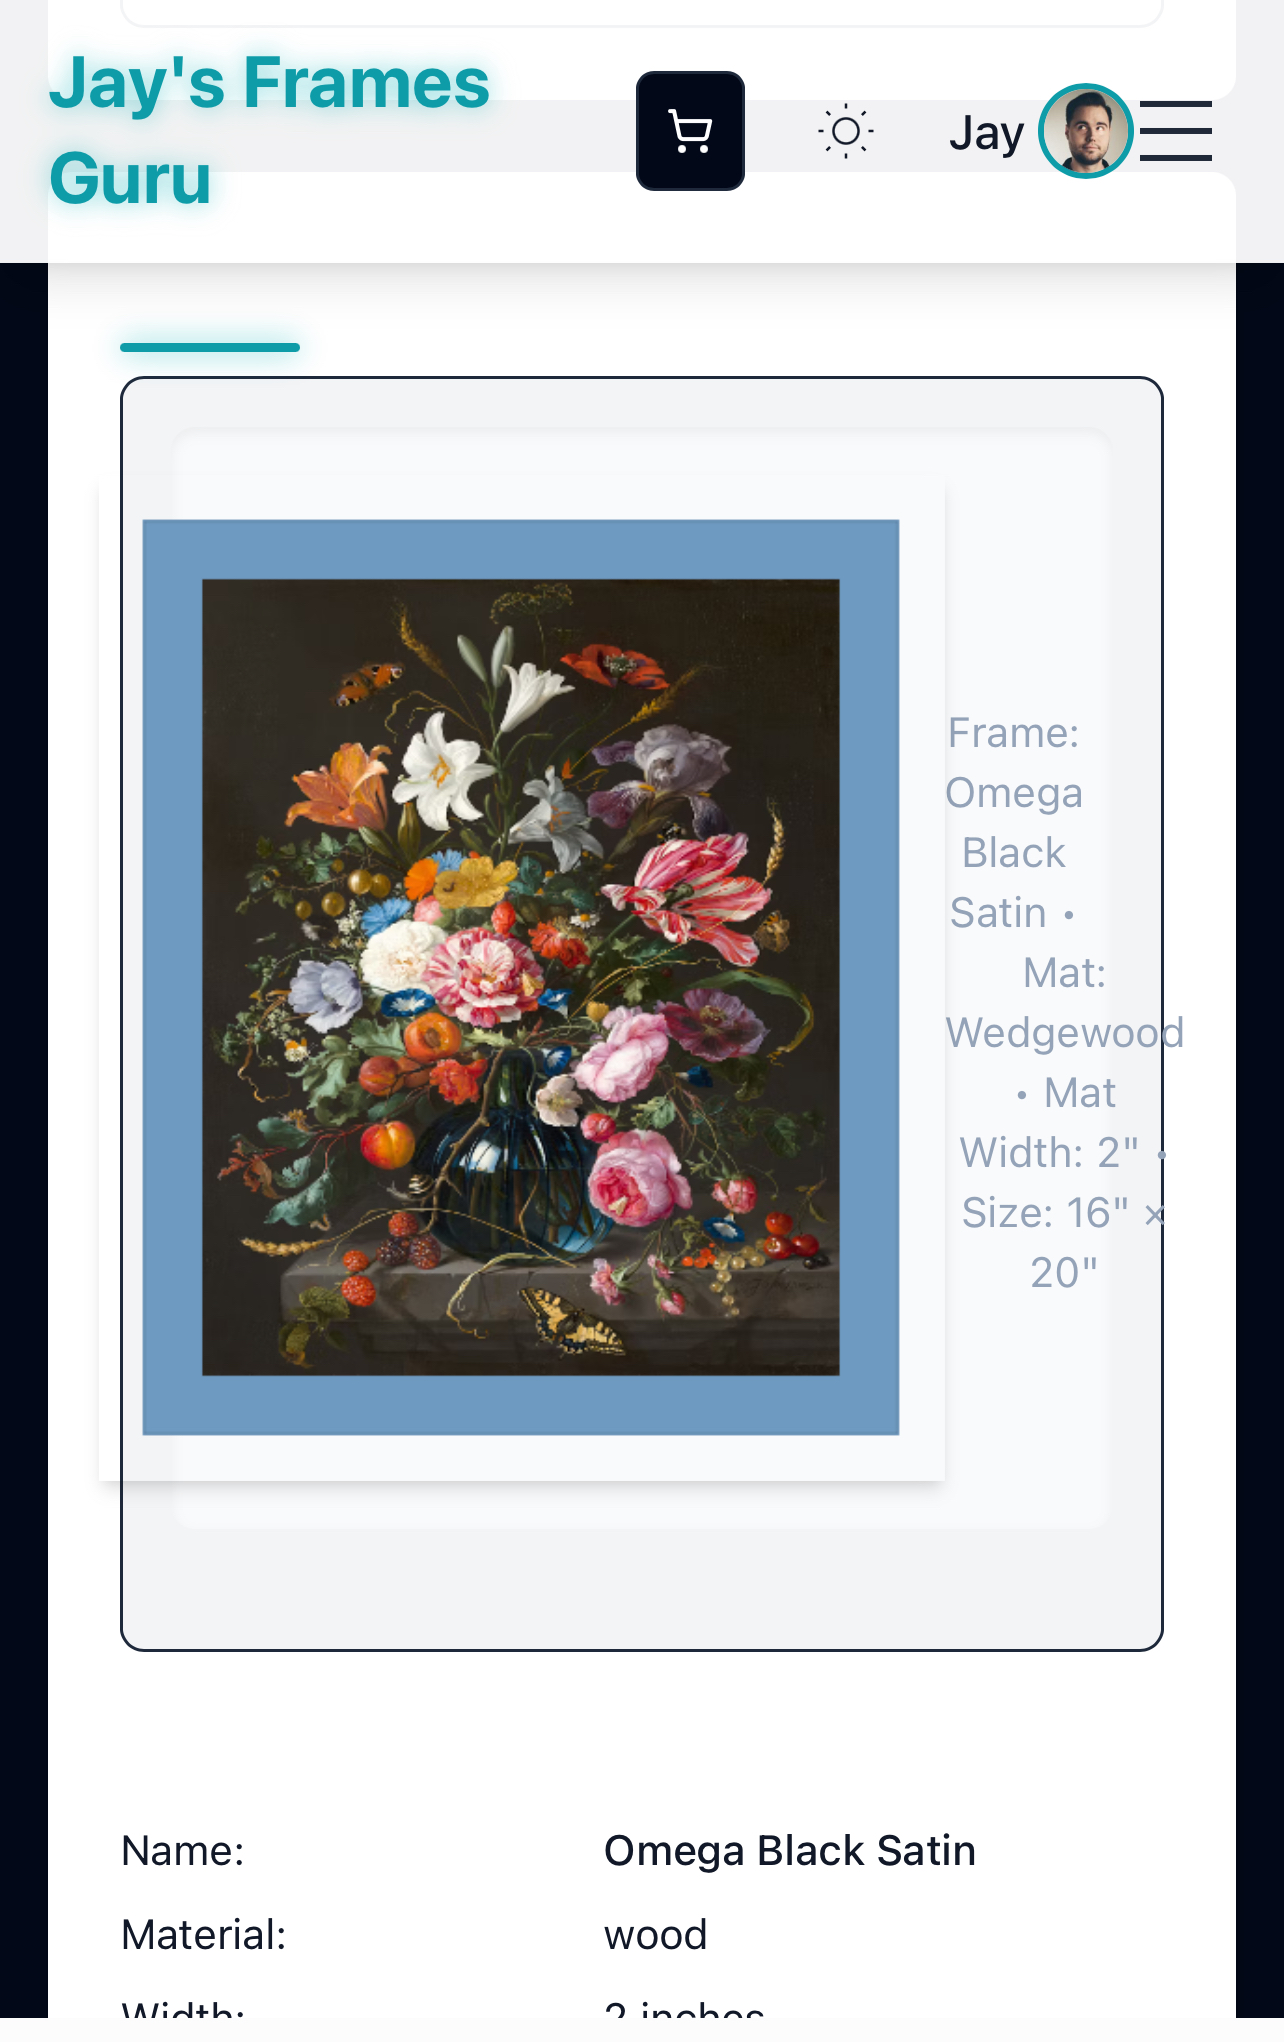 Jay's Frames
Guru
Jay
Frame:
Omega
Black
Satin •
Mat:
Wedgewood
• Mat
Width: 2" •
Size: 16" ×
20"
Name: Omega Black Satin
Material: wood
Width: 2 inches